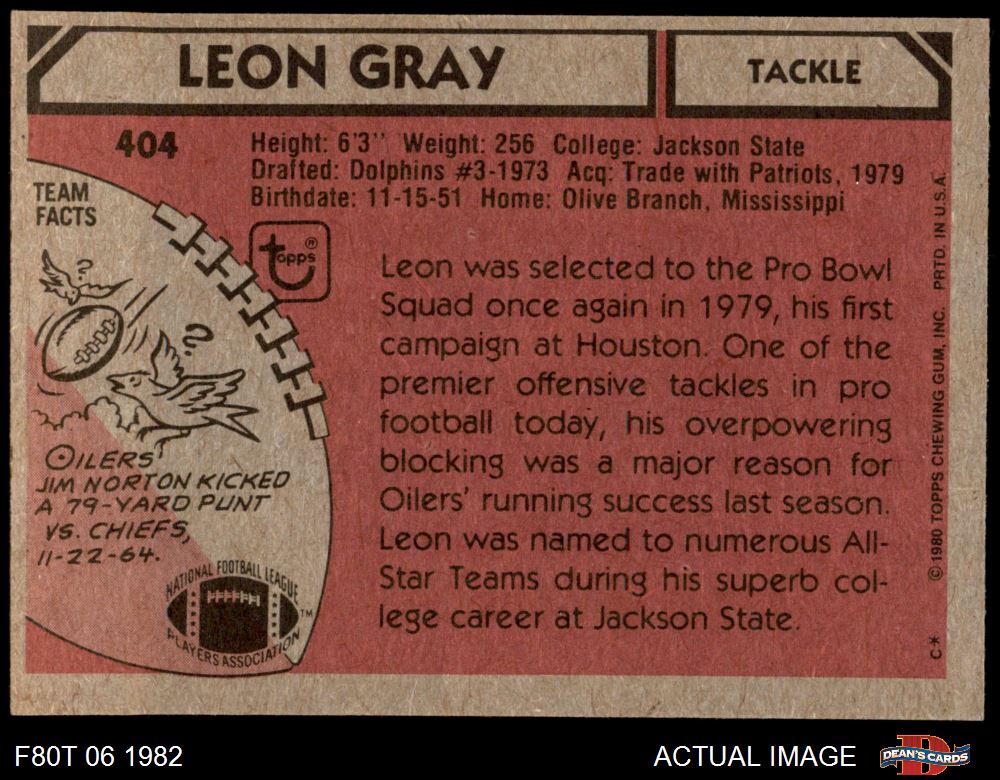 LEON GRAY
TACKLE
404
Height: 6'3'' Weight: 256 College: Jackson State
Drafted: Dolphins #3-1973 Acq: Trade with Patriots, 1979
Birthdate: 11-15-51 Home: Olive Branch, Mississippi
TEAM
FACTS
?
?
OILERS'
JIM NORTON KICKED
A 79-YARD PUNT
VS. CHIEFS,
11-22-64.
topps®
NATIONAL FOOTBALL LEAGUE
PLAYERS ASSOCIATION
TM
Leon was selected to the Pro Bowl
Squad once again in 1979, his first
campaign at Houston. One of the
premier offensive tackles in pro
football today, his overpowering
blocking was a major reason for
Oilers' running success last season.
Leon was named to numerous All-
Star Teams during his superb col-
lege career at Jackson State.
C* ©1980 TOPPS CHEWING GUM, INC. PRTD. IN U.S.A.
F80T 06 1982
ACTUAL IMAGE
D
DEAN'S CARDS